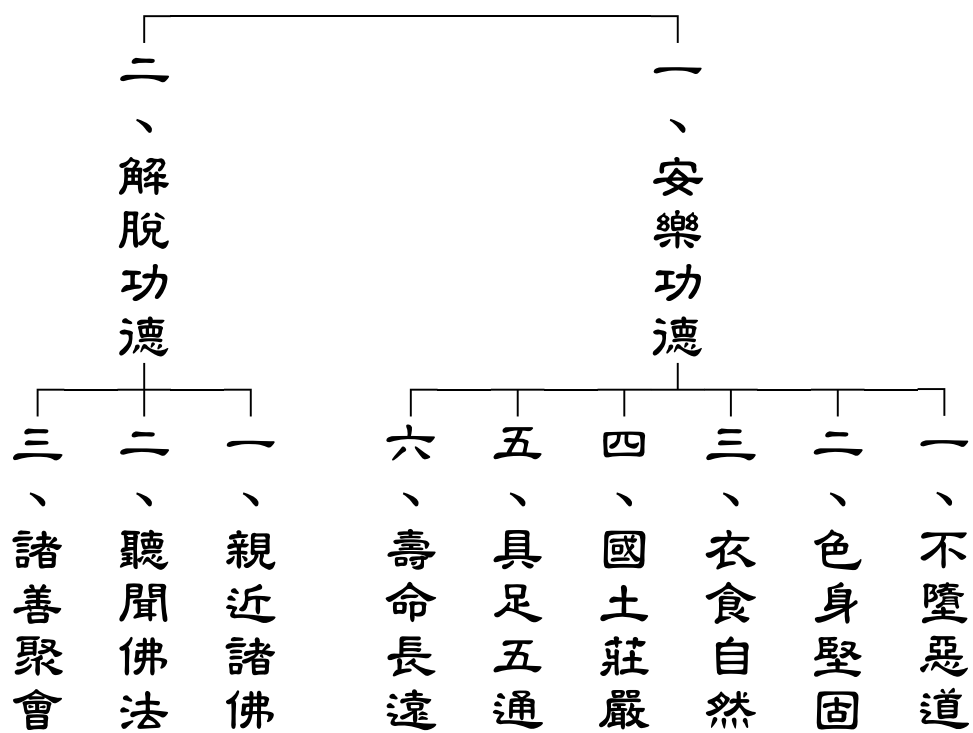 一、安樂功德
二、解脫功德
一、不墮惡道
二、色身堅固
三、衣食自然
四、國土莊嚴
五、具足五通
六、壽命長遠
一、親近諸佛
二、聽聞佛法
三、諸善聚會